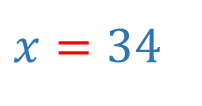 x = 34